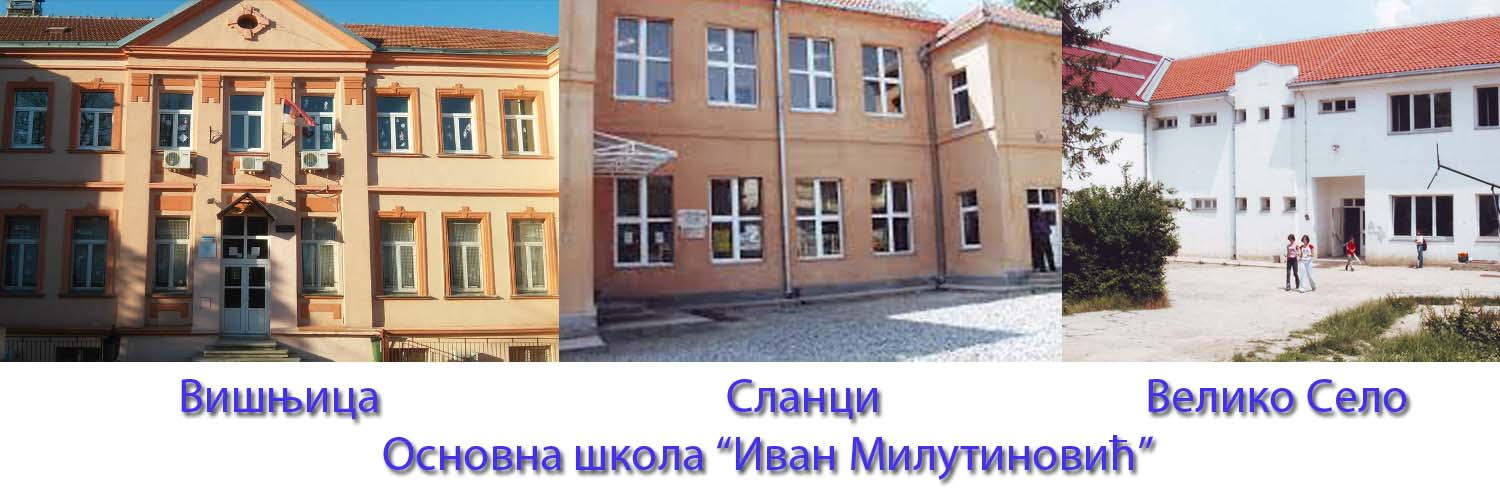 Вишњица
Сланци
Велико Село
Основна школа “Иван Милутиновић”